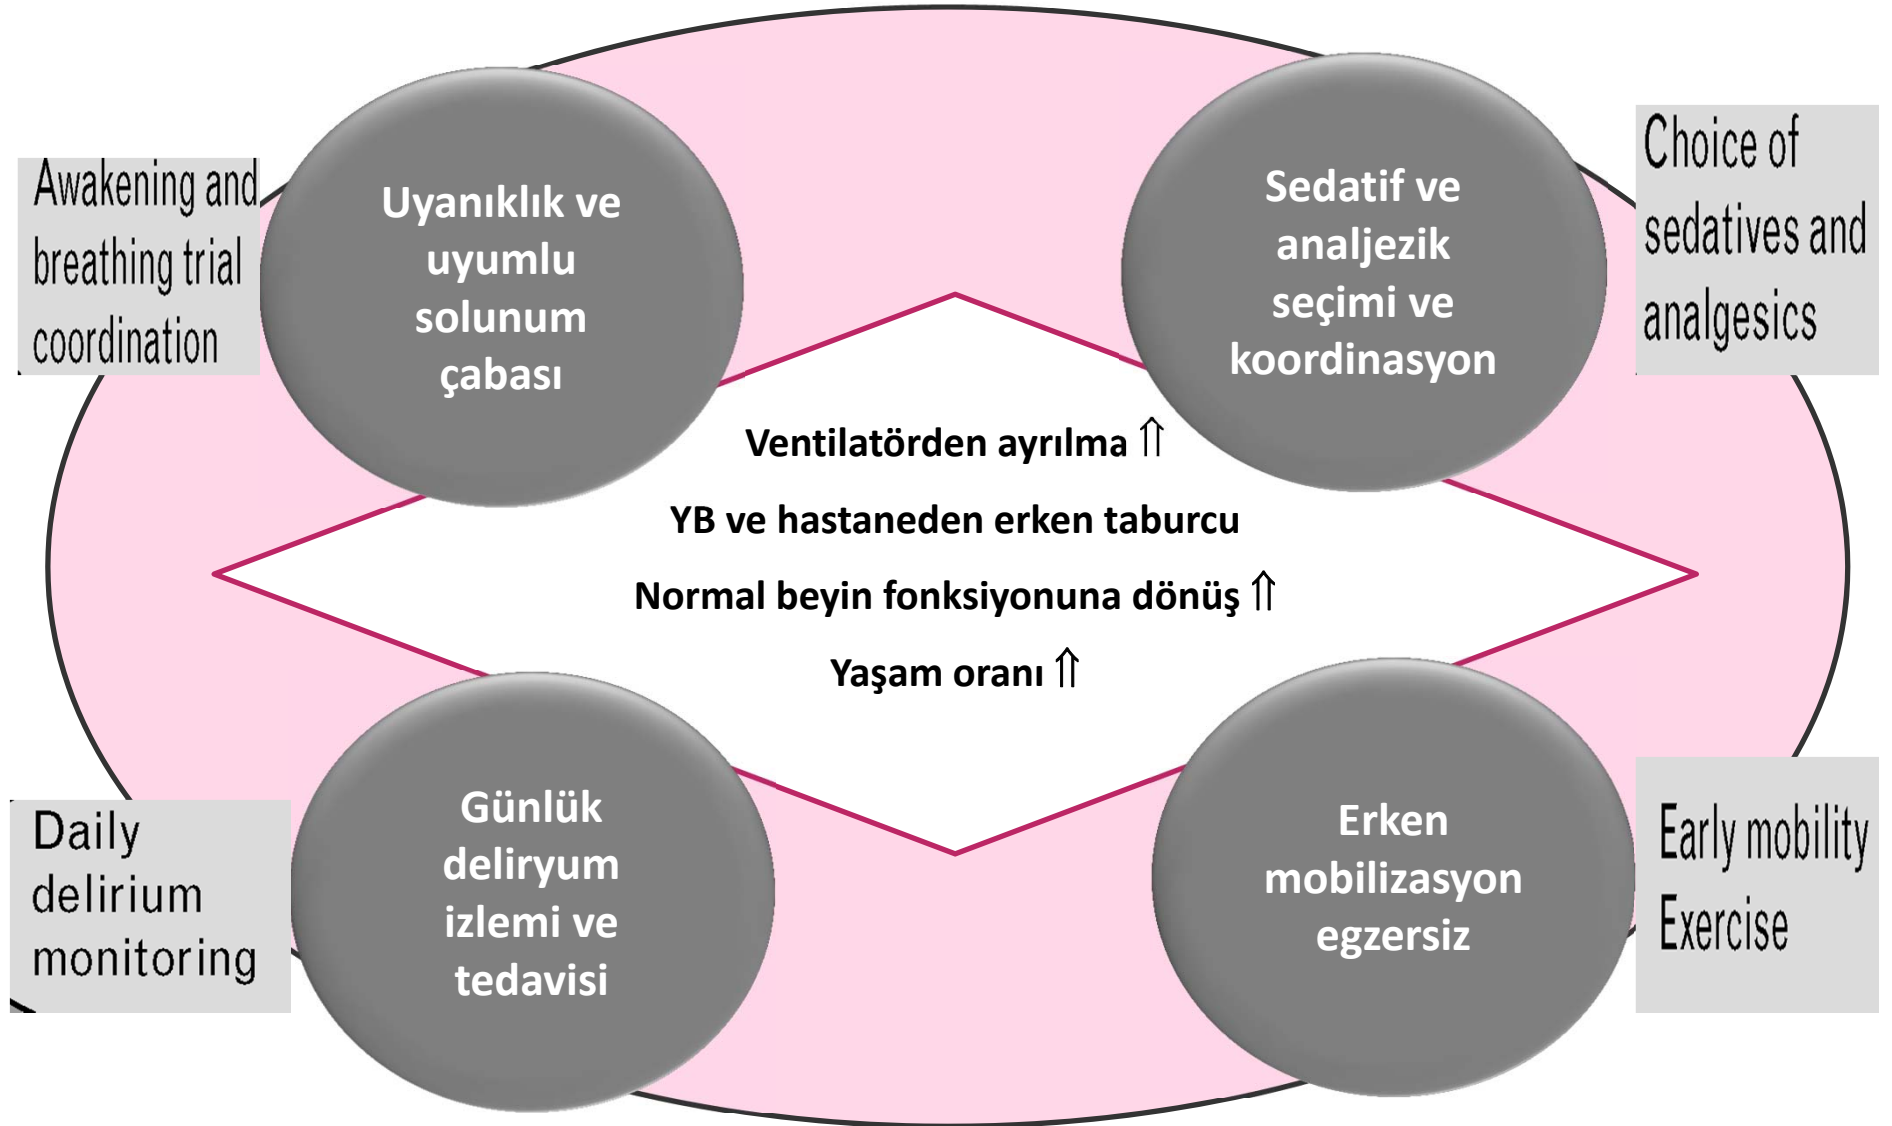 Awakening and
breathing trial
coordination
Uyanıklık ve
uyumlu
solunum
çabası
Sedatif ve
analjezik
seçimi ve
koordinasyon
Choice of
sedatives and
analgesics
Ventilatörden ayrılma ⇑
YB ve hastaneden erken taburcu
Normal beyin fonksiyonuna dönüş ⇑
Yaşam oranı ⇑
Daily
delirium
monitoring
Günlük
deliryum
izlemi ve
tedavisi
Erken
mobilizasyon
egzersiz
Early mobility
Exercise